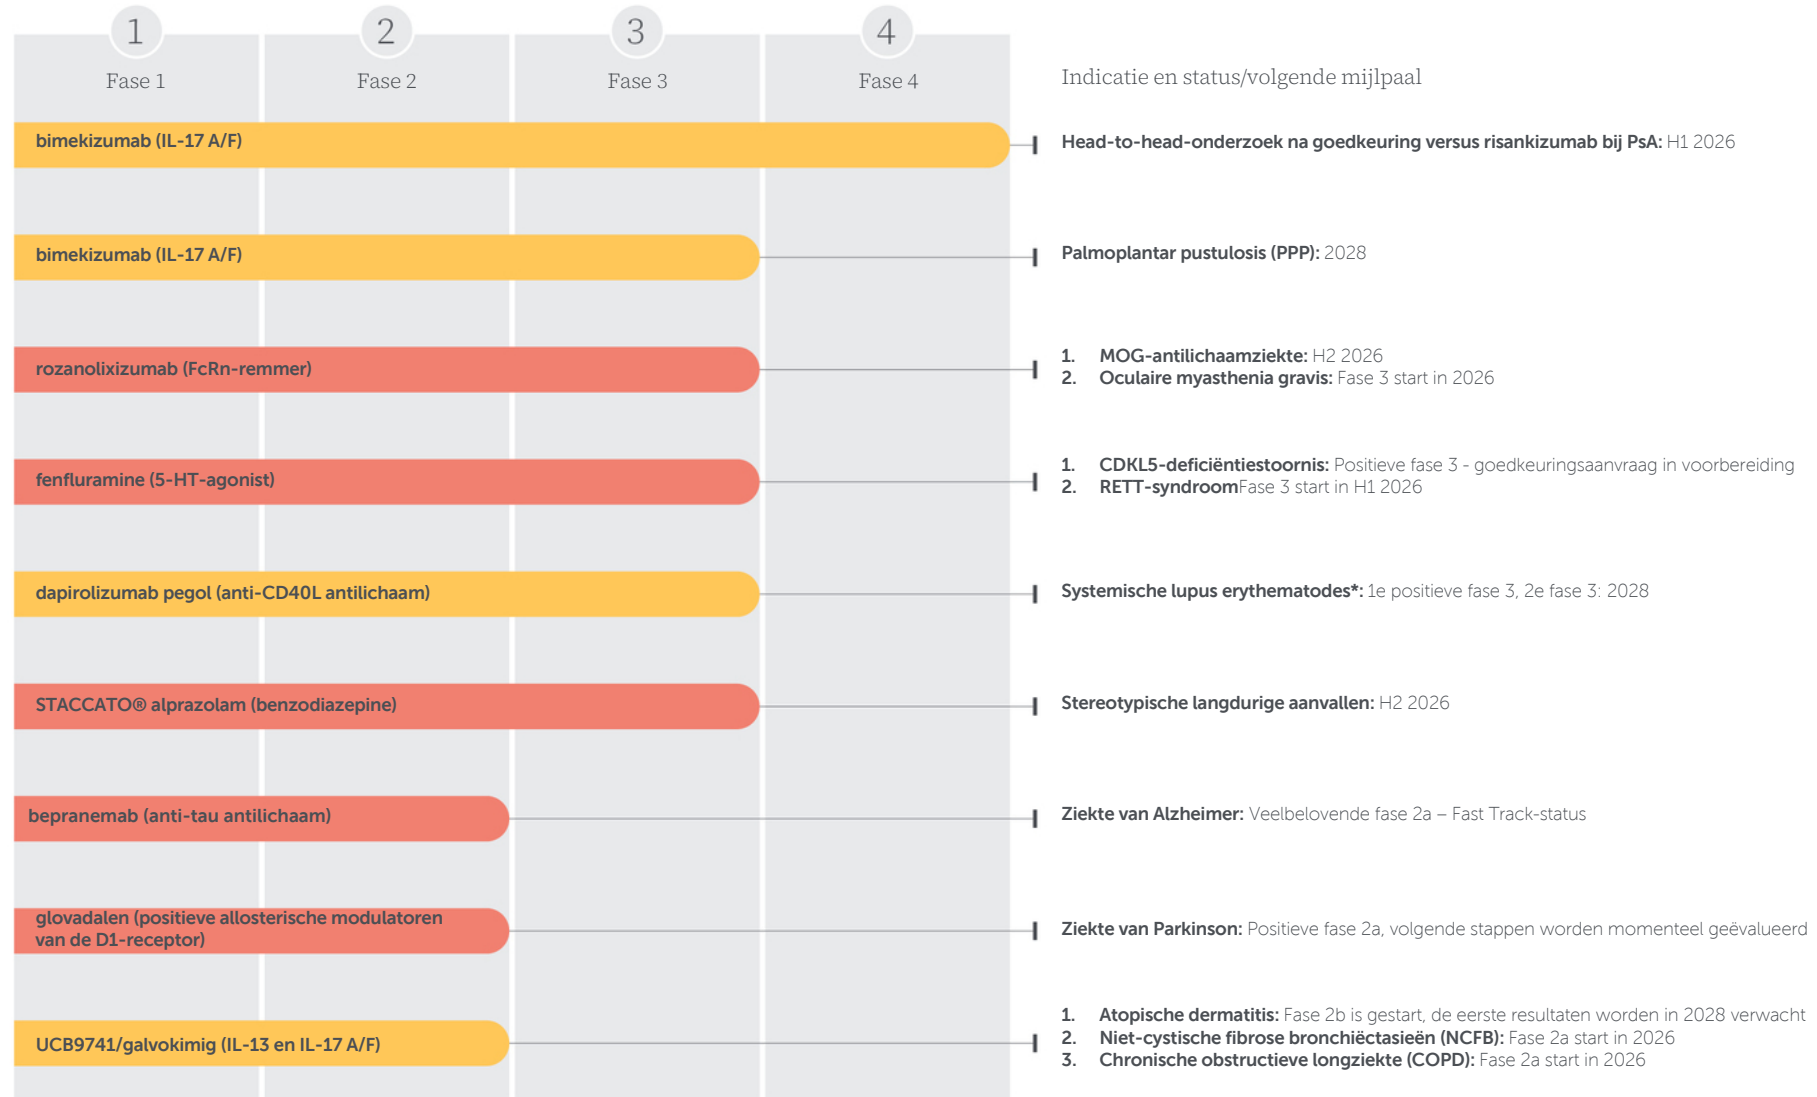 1 2 3 4
Fase 1 Fase 2 Fase 3 Fase 4 Indicatie en status/volgende mijlpaal
bimekizumab (IL-17 A/F) Head-to-head-onderzoek na goedkeuring versus risankizumab bij PsA: H1 2026
bimekizumab (IL-17 A/F) Palmoplantar pustulosis (PPP): 2028
rozanolixizumab (FcRn-remmer)
1. MOG-antilichaamziekte: H2 2026
2. Oculaire myasthenia gravis: Fase 3 start in 2026
fenfluramine (5-HT-agonist)
1. CDKL5-deficiëntiestoornis: Positieve fase 3 - goedkeuringsaanvraag in voorbereiding
2. RETT-syndroomFase 3 start in H1 2026
dapirolizumab pegol (anti-CD40L antilichaam) Systemische lupus erythematodes*: 1e positieve fase 3, 2e fase 3: 2028
STACCATO® alprazolam (benzodiazepine) Stereotypische langdurige aanvallen: H2 2026
bepranemab (anti-tau antilichaam) Ziekte van Alzheimer: Veelbelovende fase 2a – Fast Track-status
glovadalen (positieve allosterische modulatoren
van de D1-receptor)
Ziekte van Parkinson: Positieve fase 2a, volgende stappen worden momenteel geëvalueerd
UCB9741/galvokimig (IL-13 en IL-17 A/F)
1. Atopische dermatitis: Fase 2b is gestart, de eerste resultaten worden in 2028 verwacht
2. Niet-cystische fibrose bronchiëctasieën (NCFB): Fase 2a start in 2026
3. Chronische obstructieve longziekte (COPD): Fase 2a start in 2026